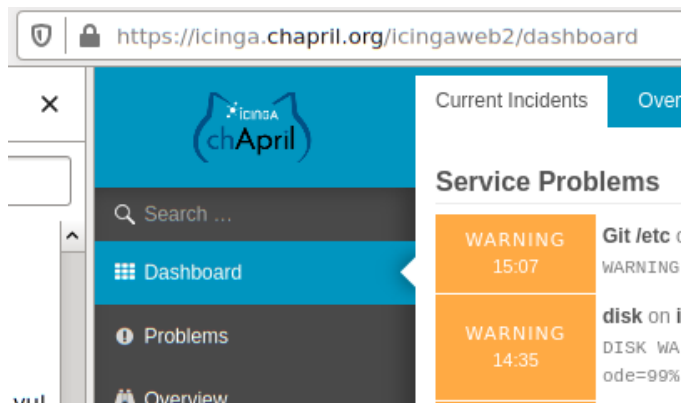 https://icinga.chapril.org/icingaweb2/dashboard
icinga
chApril
Current Incidents
Over
Search ...
Dashboard
Problems
Overview
Service Problems
WARNING
15:07
Git /etc
WARNING
WARNING
14:35
disk on i
DISK WA
ode=99%